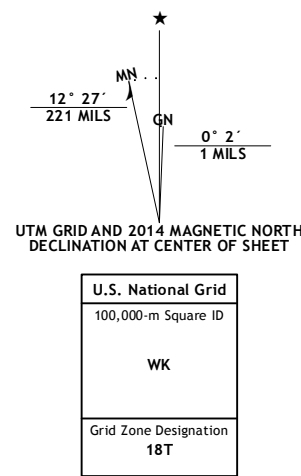 ★
MN
GN
12° 27´
221 MILS
0° 2´
1 MILS
UTM GRID AND 2014 MAGNETIC NORTH
DECLINATION AT CENTER OF SHEET
U.S. National Grid
100,000-m Square ID
WK
Grid Zone Designation
18T